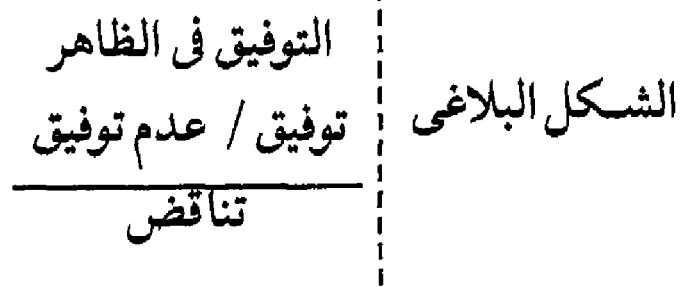 الشكل البلاغى
التوفيق فى الظاهر
توفيق / عدم توفيق
تناقض